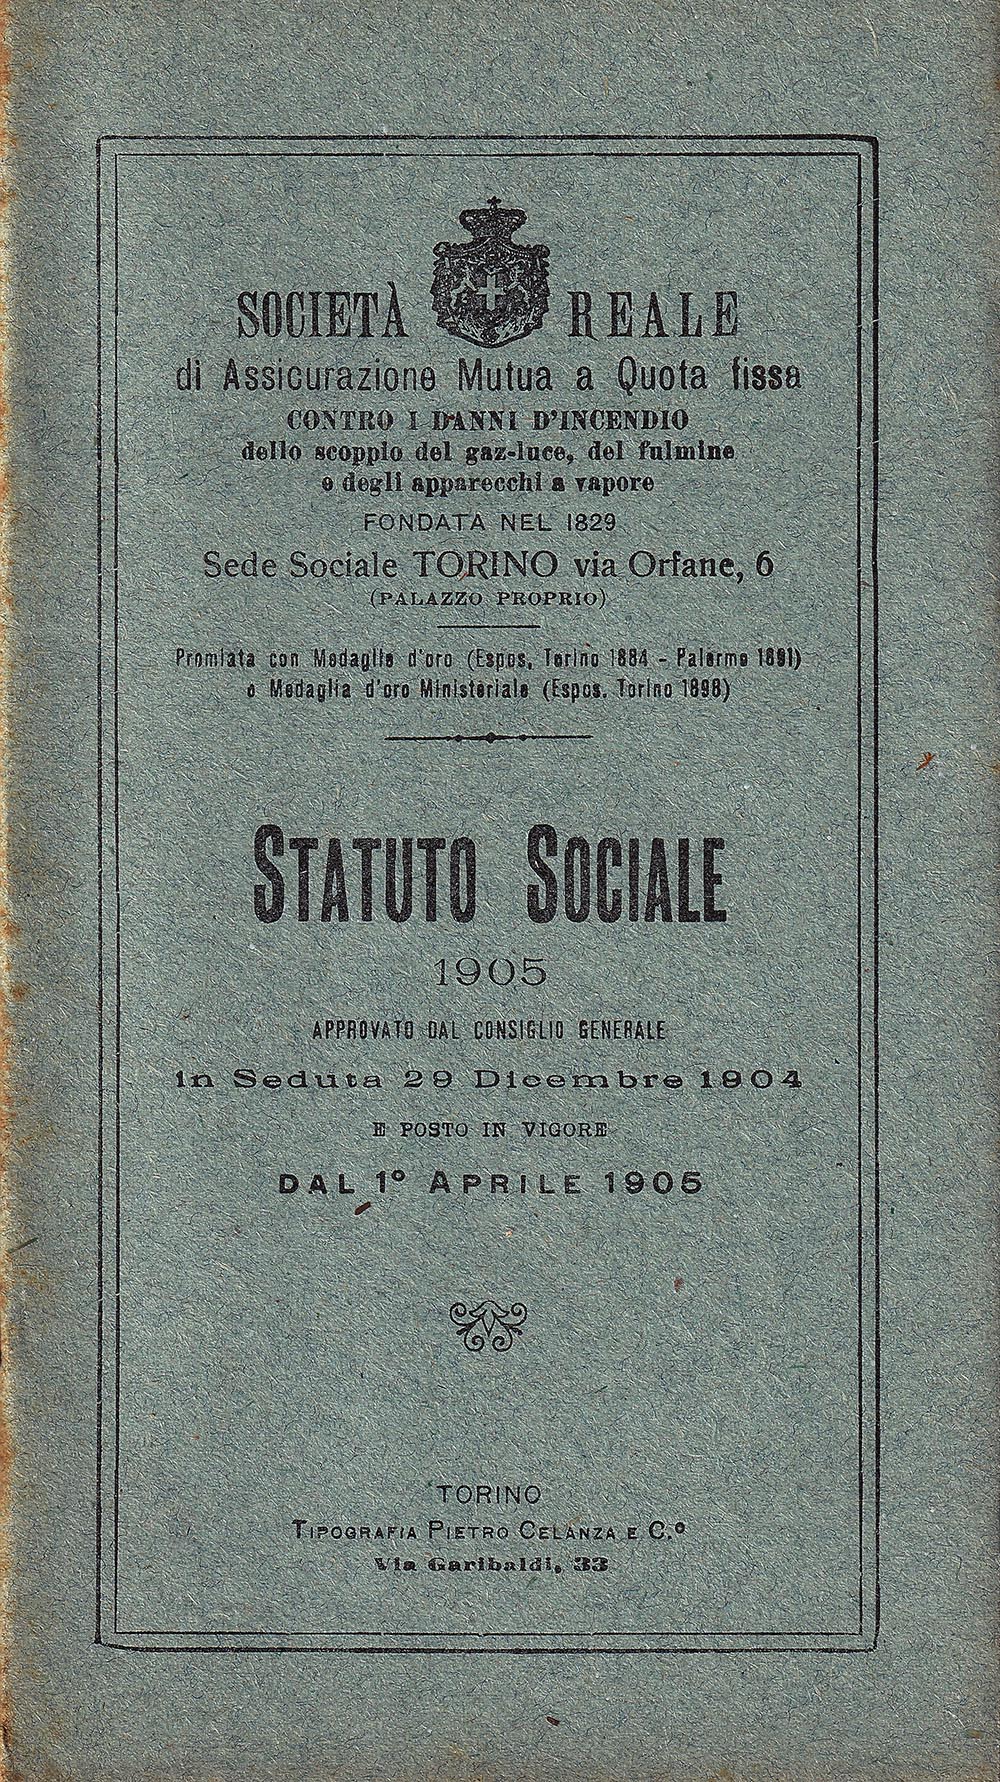 SOCIETÀ REALE
di Assicurazione Mutua a Quota fissa
CONTRO I DANNI D'INCENDIO
dello scoppio del gaz-luce, del fulmine
e degli apparecchi a vapore
FONDATA NEL 1829
Sede Sociale TORINO via Orfane, 6
(PALAZZO PROPRIO)
Premiata con Medaglie d'oro (Espos. Torino 1884 - Palermo 1891)
e Medaglia d'oro Ministeriale (Espos. Torino 1898)
STATUTO SOCIALE
1905
APPROVATO DAL CONSIGLIO GENERALE
in Seduta 29 Dicembre 1904
E POSTO IN VIGORE
DAL 1º APRILE 1905
TORINO
TIPOGRAFIA PIETRO CELANZA E C.º
Via Garibaldi, 33